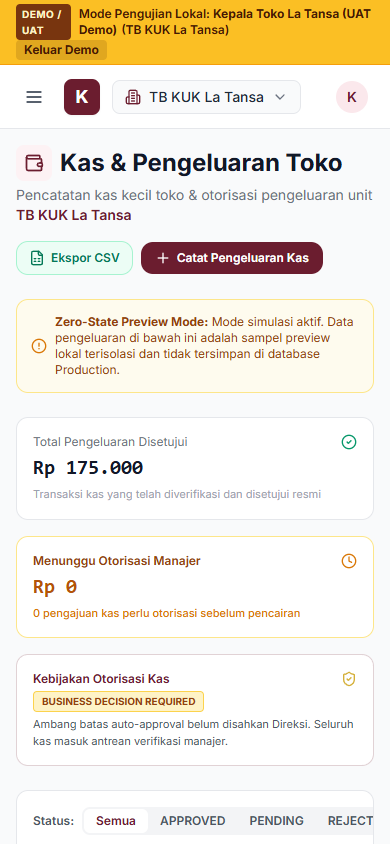 DEMO / UAT
Mode Pengujian Lokal: Kepala Toko La Tansa (UAT
Demo) (TB KUK La Tansa)
Keluar Demo
K
TB KUK La Tansa
K
Kas & Pengeluaran Toko
Pencatatan kas kecil toko & otorisasi pengeluaran unit
TB KUK La Tansa
Ekspor CSV
Catat Pengeluaran Kas
Zero-State Preview Mode: Mode simulasi aktif. Data
pengeluaran di bawah ini adalah sampel preview
lokal terisolasi dan tidak tersimpan di database
Production.
Total Pengeluaran Disetujui
Rp 175.000
Transaksi kas yang telah diverifikasi dan disetujui resmi
Menunggu Otorisasi Manajer
Rp 0
0 pengajuan kas perlu otorisasi sebelum pencairan
Kebijakan Otorisasi Kas
BUSINESS DECISION REQUIRED
Ambang batas auto-approval belum disahkan Direksi. Seluruh
kas masuk antrean verifikasi manajer.
Status: Semua APPROVED PENDING REJECT